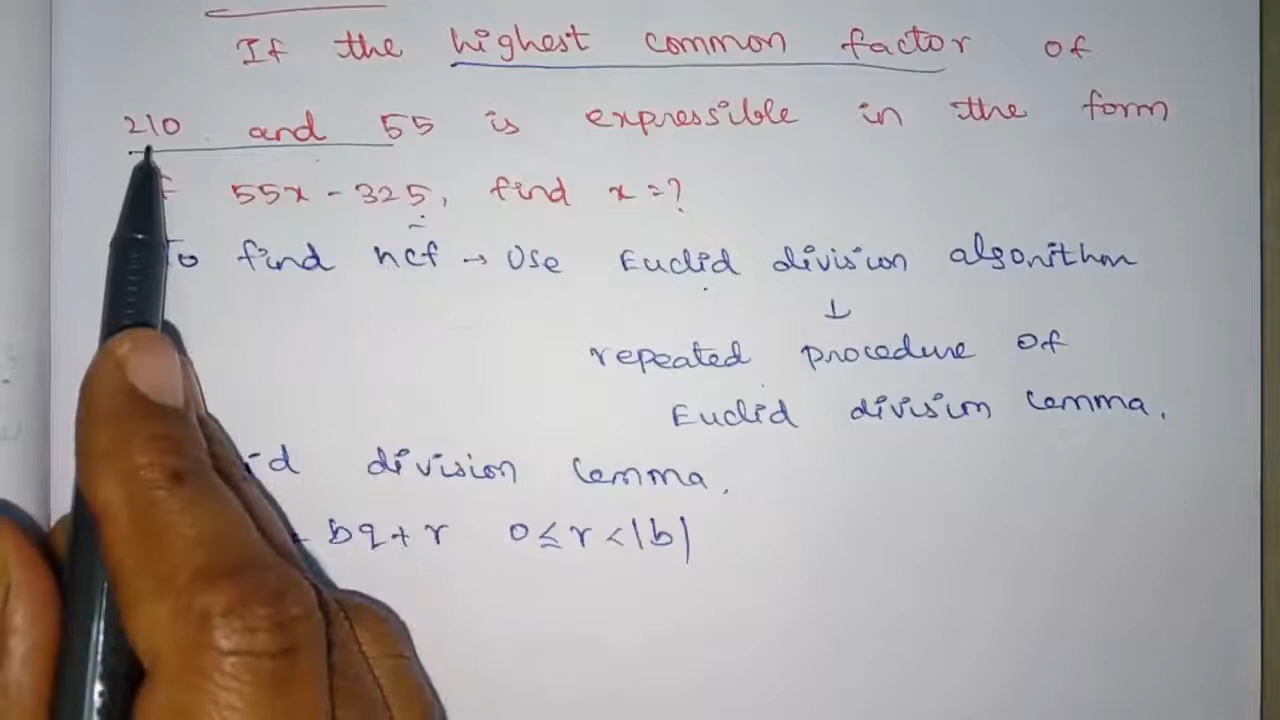 If the highest common factor of
210 and 55 is expressible in the form
55x - 325, find x = ?
To find hcf → Use Euclid division algorithm
↓
repeated procedure of
Euclid division lemma.
division lemma.
bq + r 0 ≤ r < |b|